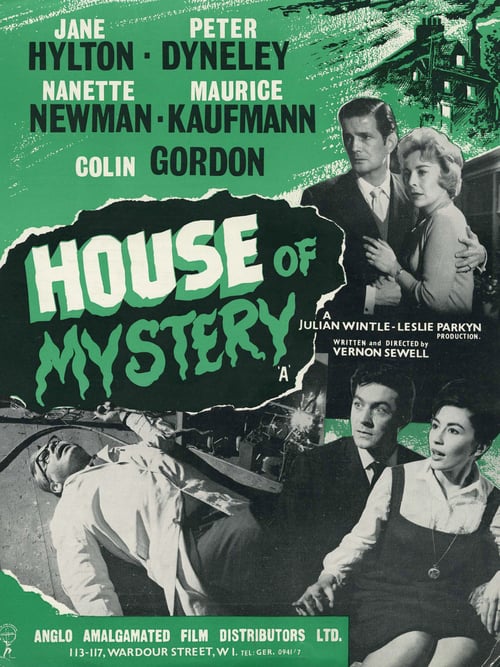 JANE PETER
HYLTON · DYNELEY
NANETTE MAURICE
NEWMAN · KAUFMANN
COLIN GORDON
HOUSE OF
MYSTERY
'A'
A
JULIAN WINTLE-LESLIE PARKYN
PRODUCTION.
WRITTEN and DIRECTED by
VERNON SEWELL
ANGLO AMALGAMATED FILM DISTRIBUTORS LTD.
113-117, WARDOUR STREET, W1. TEL: GER. 0941/7